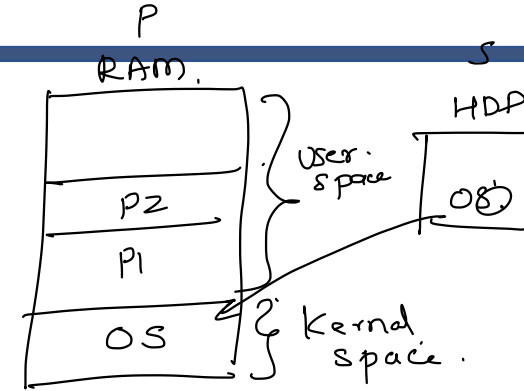 P
RAM.
S
HDD
User.
space
P2
OS
P1
OS
Kernal
space.